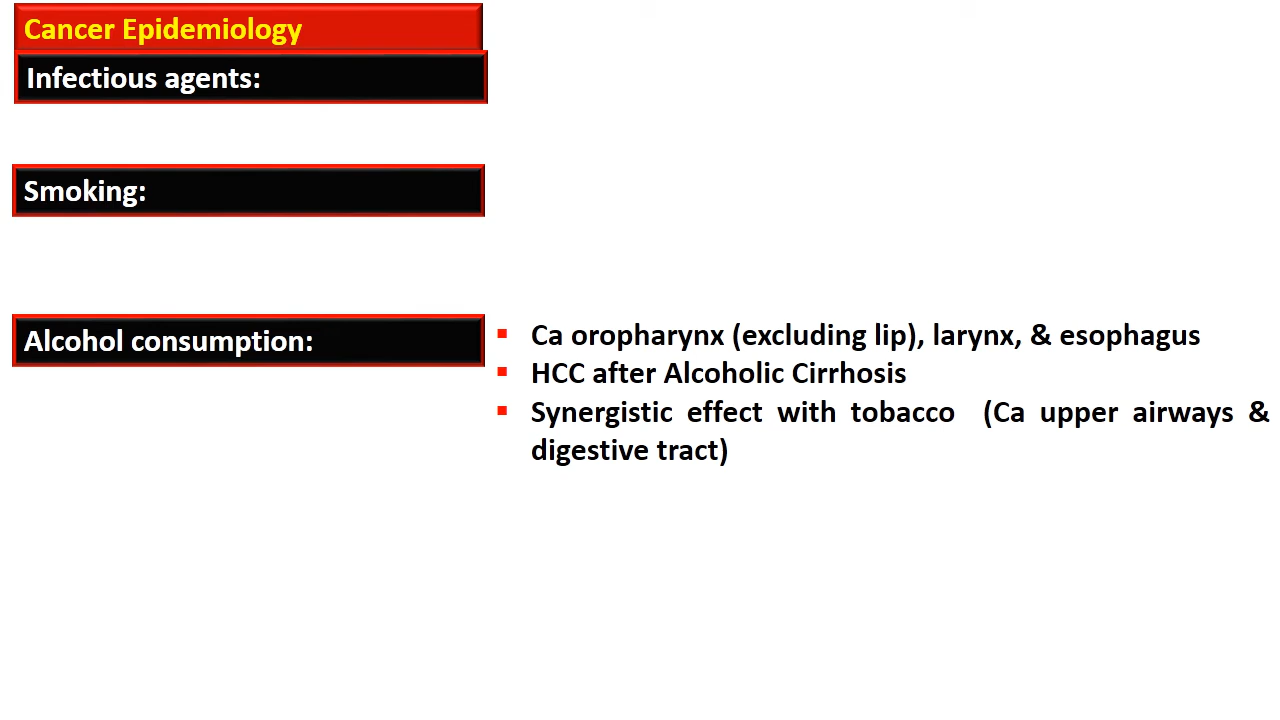 Cancer Epidemiology
Infectious agents:
Smoking:
Alcohol consumption:
▪ Ca oropharynx (excluding lip), larynx, & esophagus
▪ HCC after Alcoholic Cirrhosis
▪ Synergistic effect with tobacco (Ca upper airways &
digestive tract)